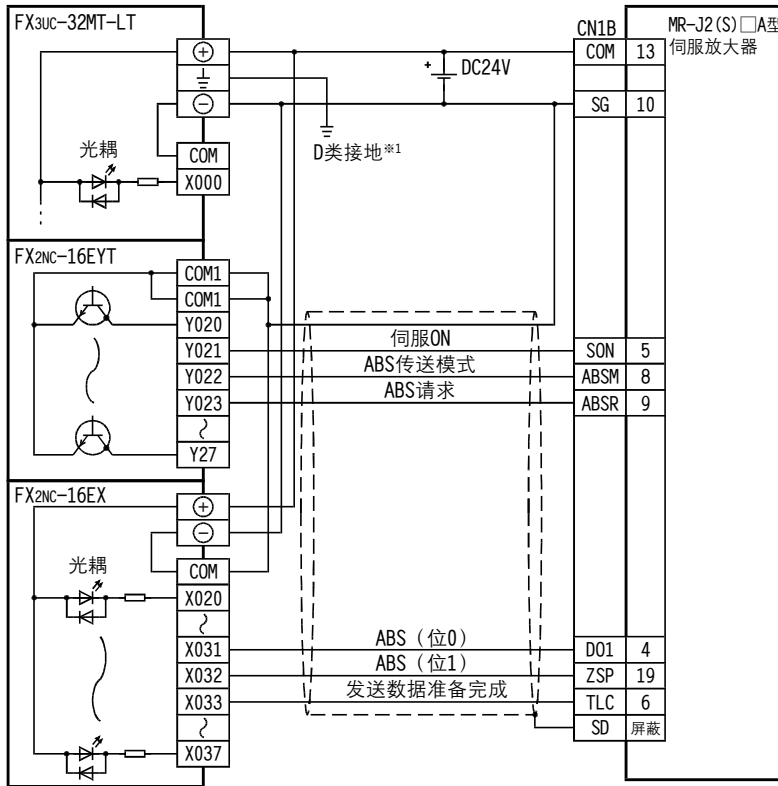 FX3UC-32MT-LT
光耦
COM
X000
D类接地※1
DC24V
CN1B
COM 13
SG 10
MR-J2(S)□A型
伺服放大器
FX2NC-16EYT
COM1
COM1
Y020
Y021
Y022
Y023
Y27
伺服ON
ABS传送模式
ABS请求
SON 5
ABSM 8
ABSR 9
FX2NC-16EX
光耦
COM
X020
X031
X032
X033
X037
ABS（位0）
ABS（位1）
发送数据准备完成
DO1 4
ZSP 19
TLC 6
SD 屏蔽